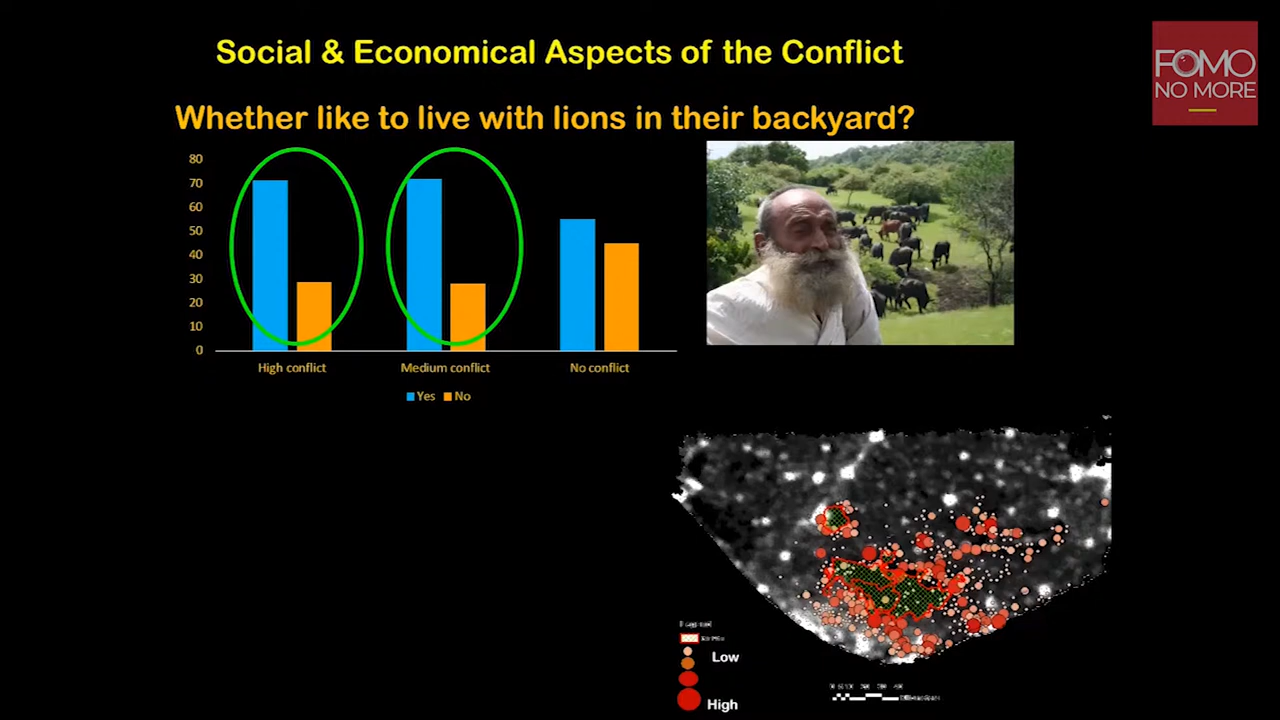 Social & Economical Aspects of the Conflict
FOMO
NO MORE
Whether like to live with lions in their backyard?
80
70
60
50
40
30
20
10
0
High conflict
Medium conflict
No conflict
Yes
No
Low
High